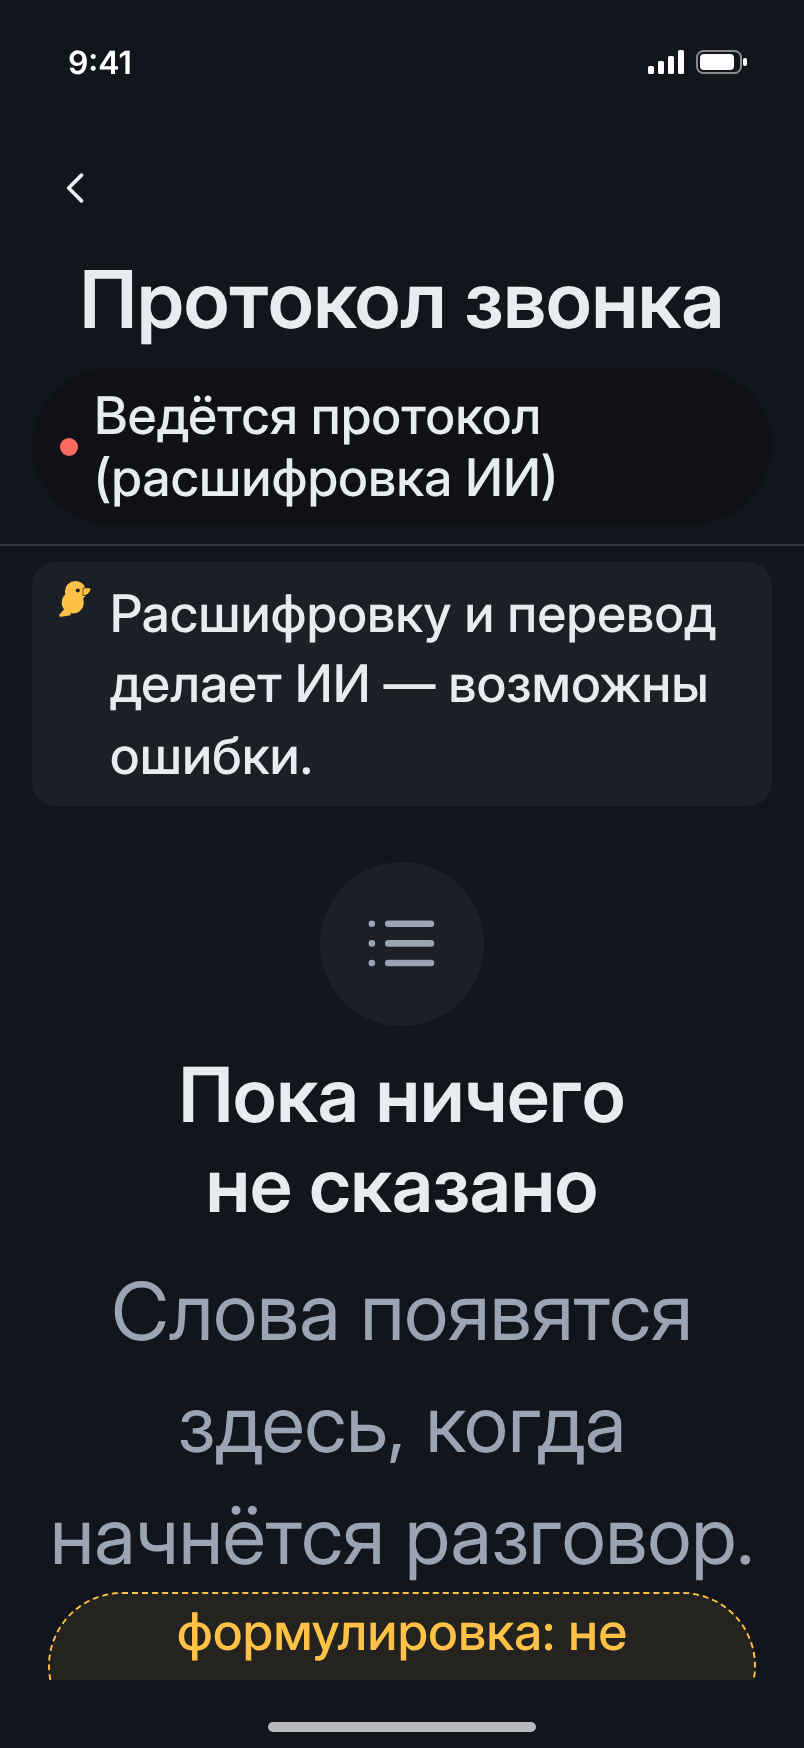 9:41
Протокол звонка
Ведётся протокол
(расшифровка ИИ)
Расшифровку и перевод
делает ИИ — возможны
ошибки.
Пока ничего
не сказано
Слова появятся
здесь, когда
начнётся разговор.
формулировка: не